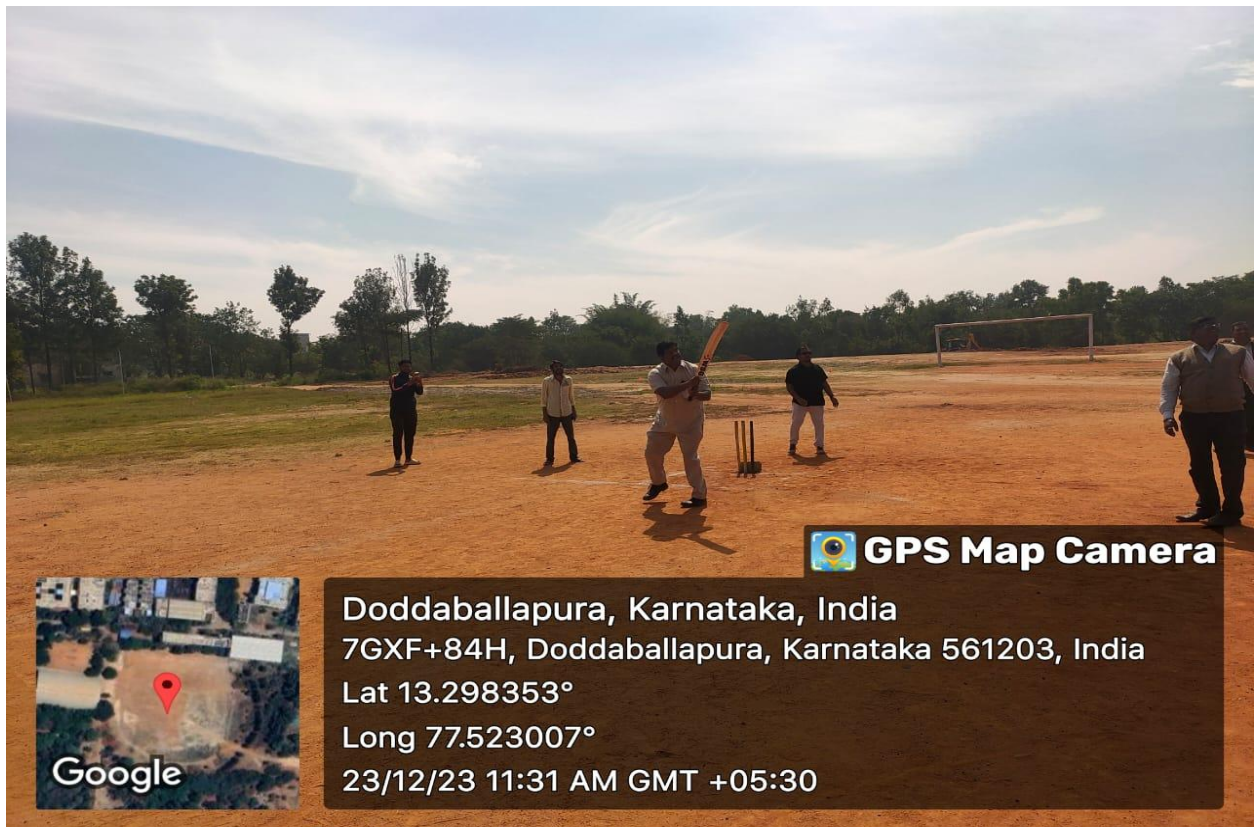 GPS Map Camera
Doddaballapura, Karnataka, India
7GXF+84H, Doddaballapura, Karnataka 561203, India
Lat 13.298353°
Long 77.523007°
23/12/23 11:31 AM GMT +05:30
Google